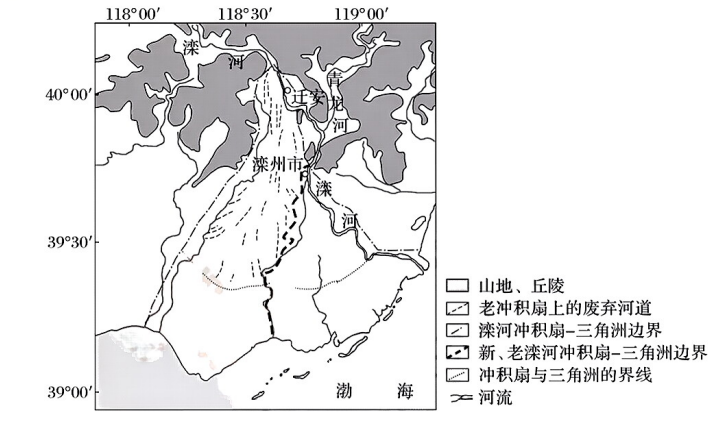 118°00′ 118°30′ 119°00′
滦 河
青龙河
40°00′
迁安
滦州市
滦 河
39°30′
39°00′
渤 海
山地、丘陵
老冲积扇上的废弃河道
滦河冲积扇-三角洲边界
新、老滦河冲积扇-三角洲边界
冲积扇与三角洲的界线
河流